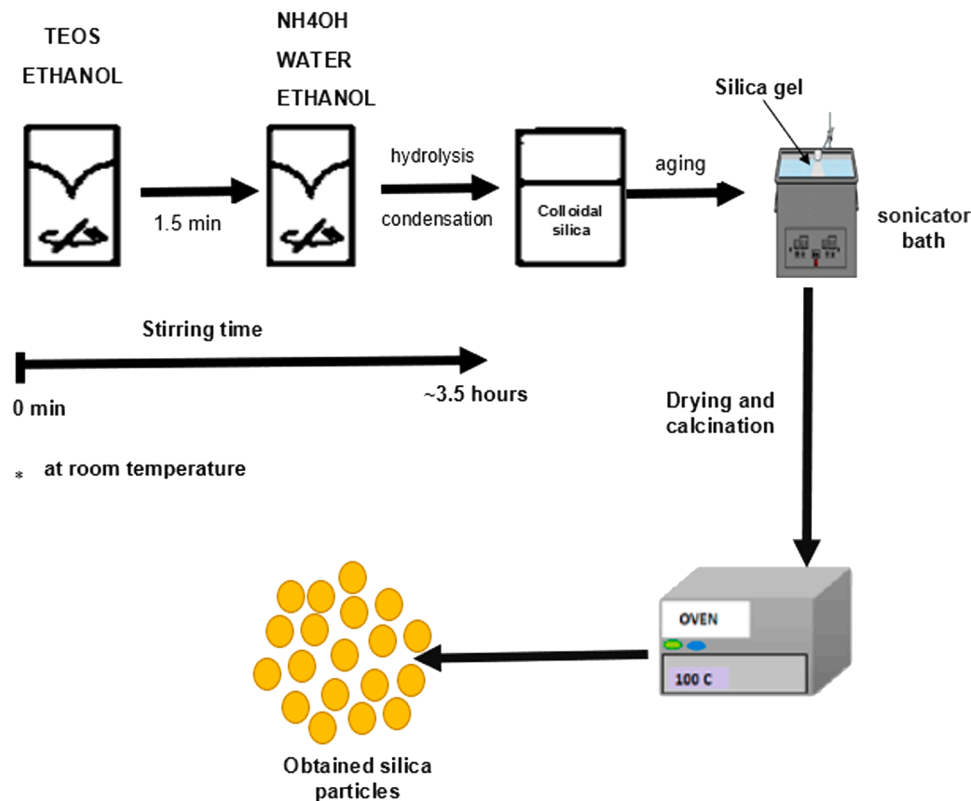 TEOS
ETHANOL
NH4OH
WATER
ETHANOL
1.5 min
hydrolysis
condensation
Colloidal
silica
aging
Silica gel
sonicator
bath
Stirring time
0 min
~3.5 hours
* at room temperature
Drying and
calcination
OVEN
100 C
Obtained silica
particles